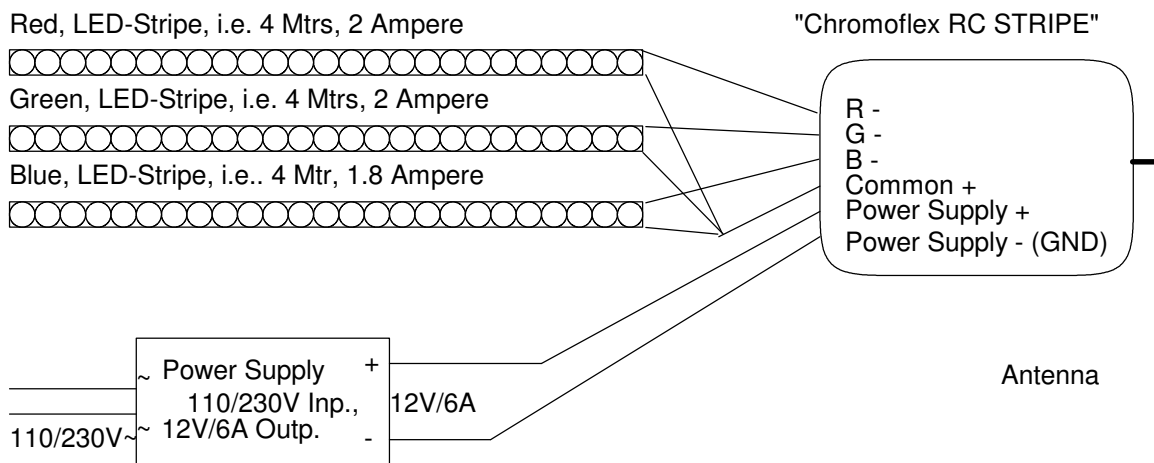 Red, LED-Stripe, i.e. 4 Mtrs, 2 Ampere
"Chromoflex RC STRIPE"
Green, LED-Stripe, i.e. 4 Mtrs, 2 Ampere
Blue, LED-Stripe, i.e.. 4 Mtr, 1.8 Ampere
R -
G -
B -
Common +
Power Supply +
Power Supply - (GND)
~ Power Supply +
110/230V Inp., 12V/6A
110/230V~ ~ 12V/6A Outp. -
Antenna